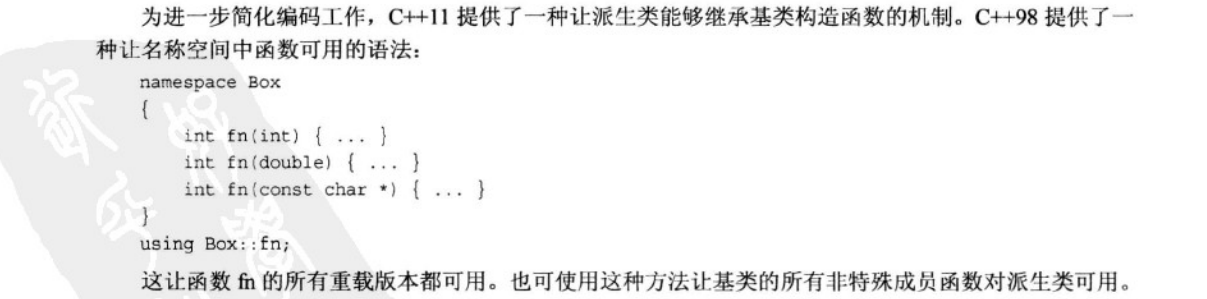 为进一步简化编码工作，C++11 提供了一种让派生类能够继承基类构造函数的机制。C++98 提供了一
种让名称空间中函数可用的语法：
namespace Box
{
    int fn(int) { ... }
    int fn(double) { ... }
    int fn(const char *) { ... }
}
using Box::fn;
这让函数 fn 的所有重载版本都可用。也可使用这种方法让基类的所有非特殊成员函数对派生类可用。